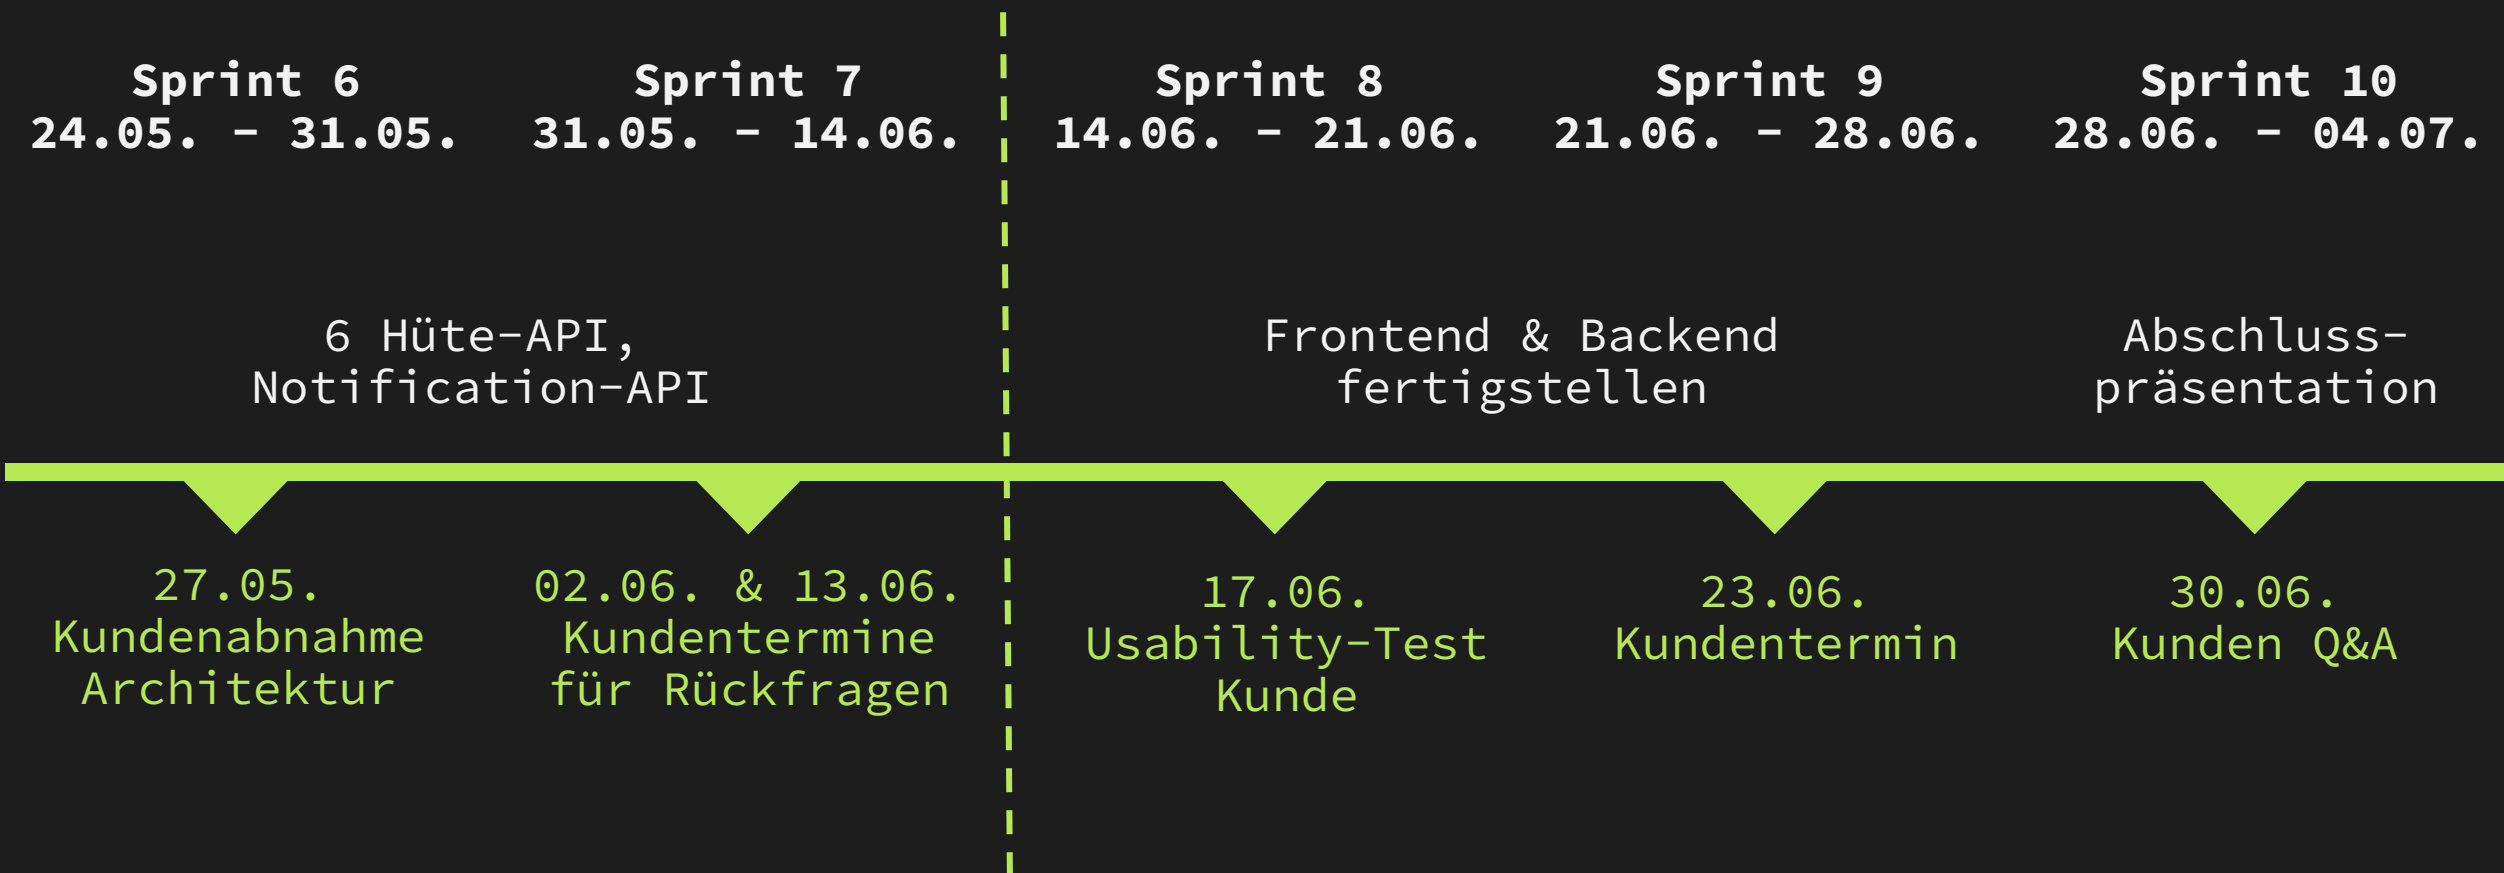 Sprint 6
24.05. - 31.05.
Sprint 7
31.05. - 14.06.
Sprint 8
14.06. - 21.06.
Sprint 9
21.06. - 28.06.
Sprint 10
28.06. - 04.07.
6 Hüte-API,
Notification-API
Frontend & Backend
fertigstellen
Abschluss-
präsentation
27.05.
Kundenabnahme
Architektur
02.06. & 13.06.
Kundentermine
für Rückfragen
17.06.
Usability-Test
Kunde
23.06.
Kundentermin
30.06.
Kunden Q&A